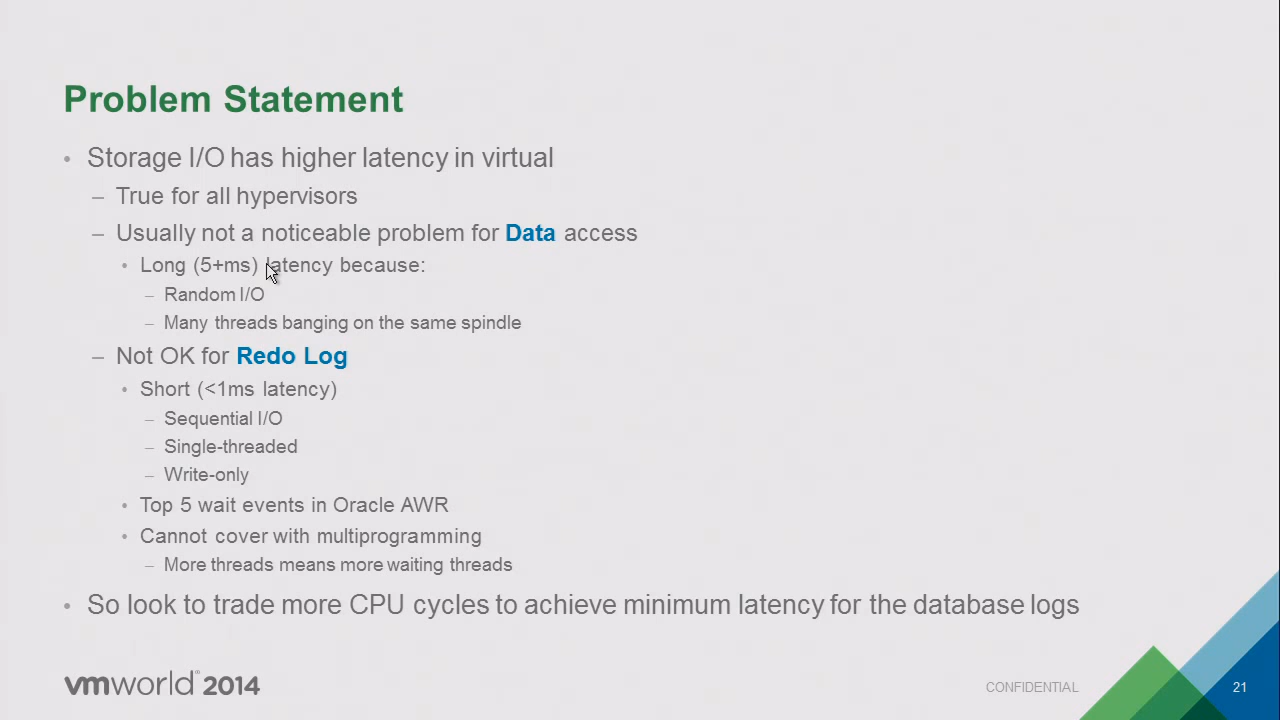 Problem Statement
• Storage I/O has higher latency in virtual
– True for all hypervisors
– Usually not a noticeable problem for Data access
• Long (5+ms) latency because:
– Random I/O
– Many threads banging on the same spindle
– Not OK for Redo Log
• Short (<1ms latency)
– Sequential I/O
– Single-threaded
– Write-only
• Top 5 wait events in Oracle AWR
• Cannot cover with multiprogramming
– More threads means more waiting threads
• So look to trade more CPU cycles to achieve minimum latency for the database logs
vmworld 2014
CONFIDENTIAL
21